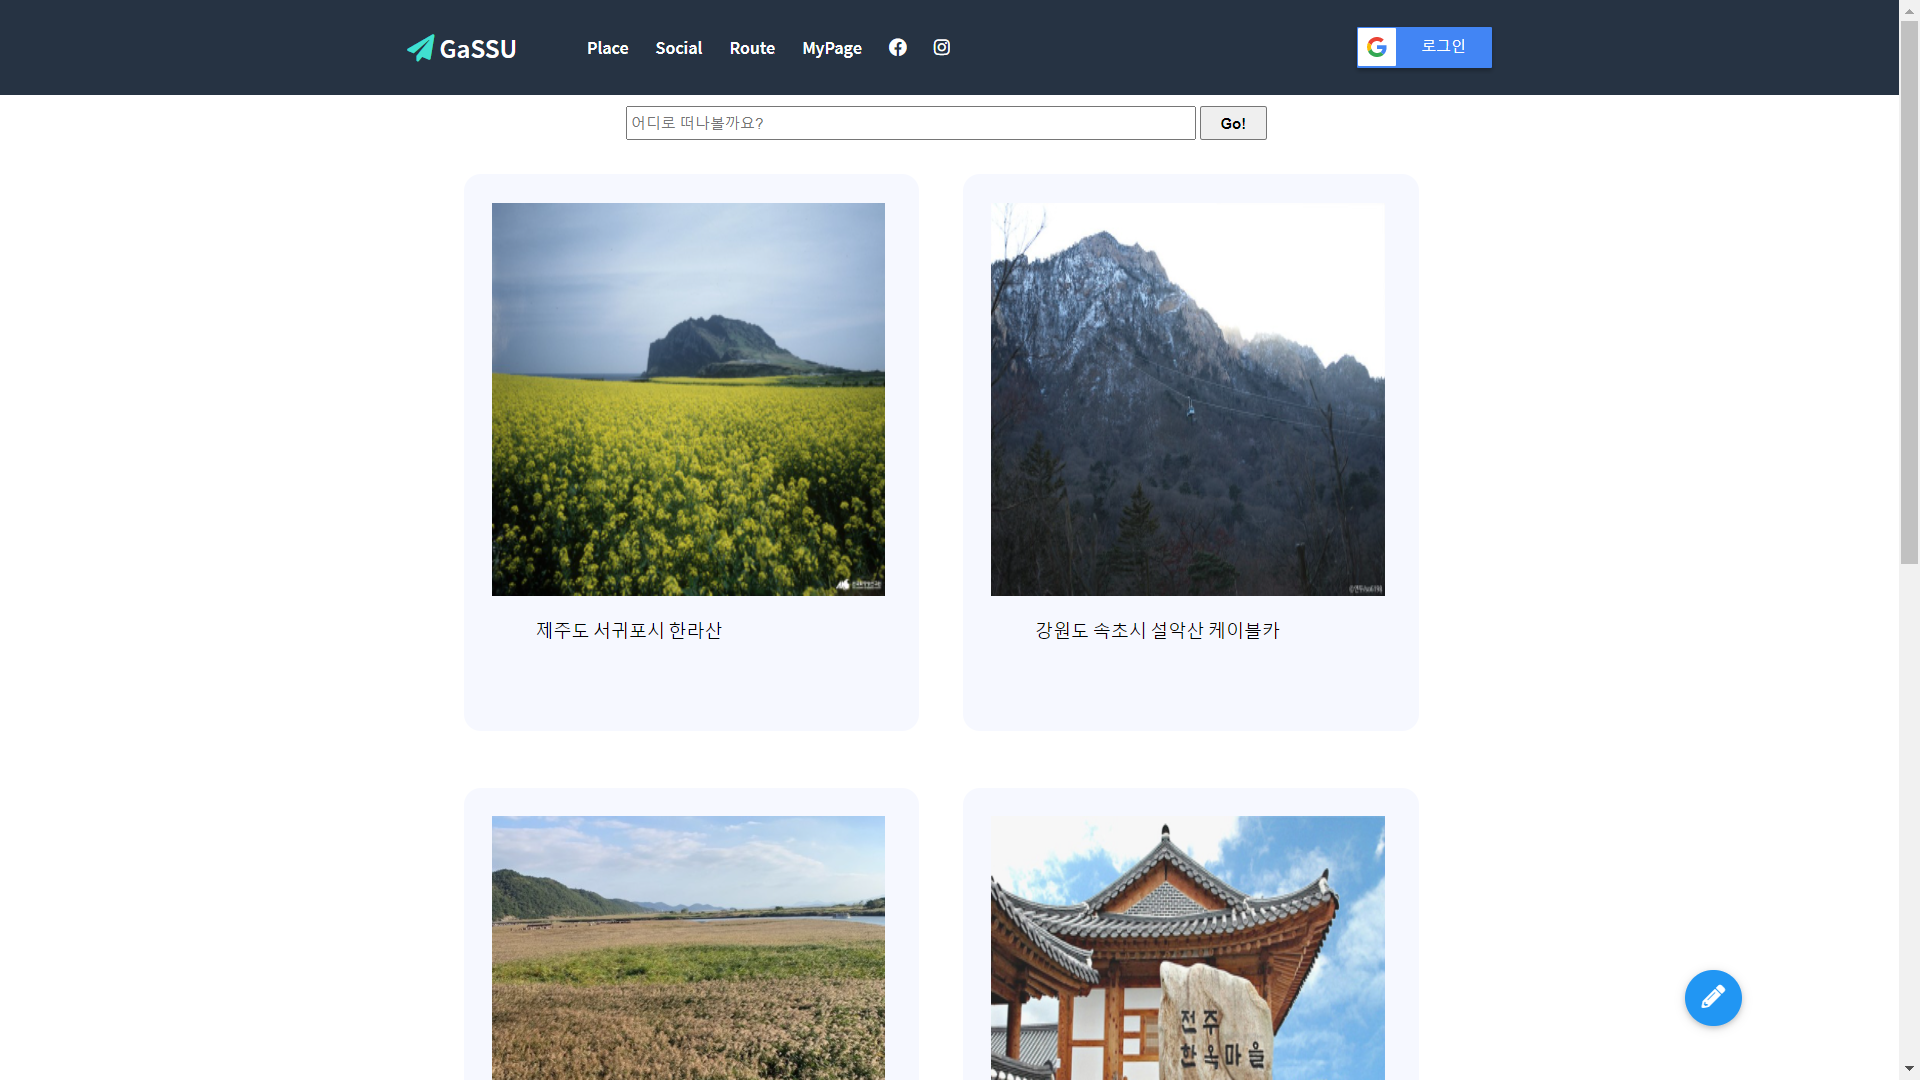 GaSSU
Place Social Route MyPage
로그인
어디로 떠나볼까요?
Go!
제주도 서귀포시 한라산
강원도 속초시 설악산 케이블카
전주
한옥마을